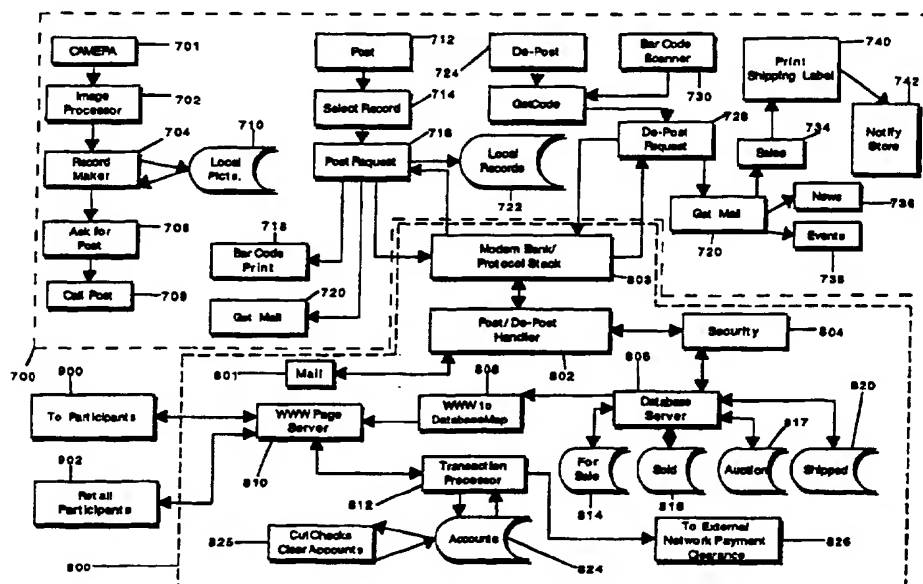 CAMEPA
701
Image
Processor
702
704
710
Record
Maker
Local
Picts.
Ask for
Post
708
Call Post
709
700
Post
712
Select Record
714
716
Post Request
718
Bar Code
Print
720
Get Mail
724
De-Post
GetCode
Local
Records
722
Bar Code
Scanner
730
728
De-Post
Request
Get Mail
720
740
Print
Shipping Label
742
Notify
Store
734
Sales
News
736
Events
738
Modem Bank/
Protocol Stack
803
Post/De-Post
Handler
802
Security
804
801
Mail
808
WWW to
DatabaseMap
806
Database
Server
817
820
For
Sale
814
Sold
818
Auction
Shipped
900
To Participants
WWW Page
Server
810
902
Retail
Participants
Transaction
Processor
812
825
Cut Checks
Clear Accounts
Accounts
824
To External
Network Payment
Clearance
826
800